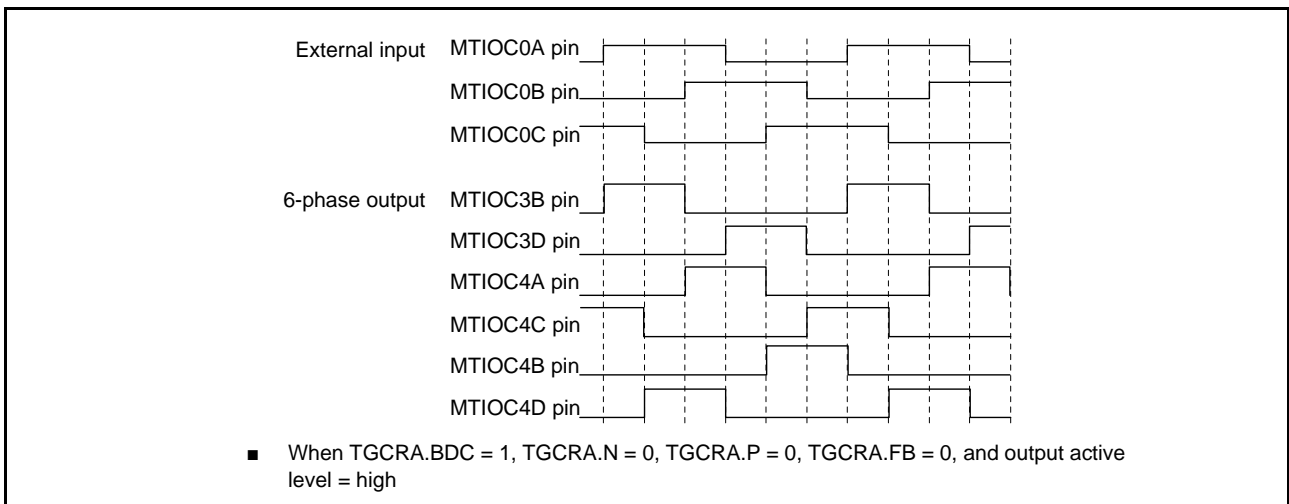 External input MTIOC0A pin
MTIOC0B pin
MTIOC0C pin
6-phase output MTIOC3B pin
MTIOC3D pin
MTIOC4A pin
MTIOC4C pin
MTIOC4B pin
MTIOC4D pin
■ When TGCRA.BDC = 1, TGCRA.N = 0, TGCRA.P = 0, TGCRA.FB = 0, and output active
level = high